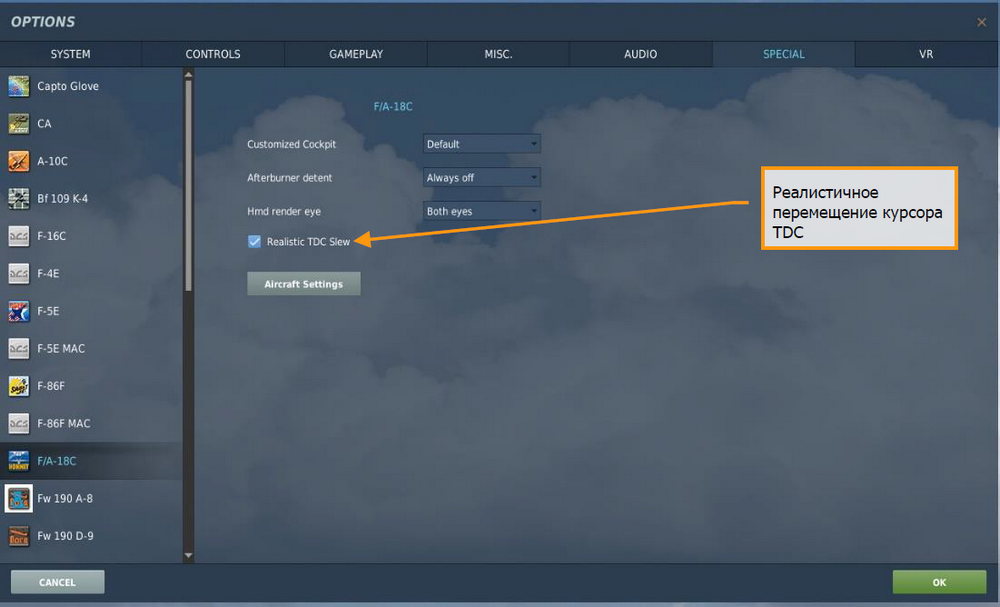 OPTIONS
SYSTEM CONTROLS GAMEPLAY MISC. AUDIO SPECIAL VR
Capto Glove
CA
A-10C
Bf 109 K-4
F-16C
F-4E
F-5E
F-5E MAC
F-86F
F-86F MAC
F/A-18C
Fw 190 A-8
Fw 190 D-9
F/A-18C
Customized Cockpit Default
Afterburner detent Always off
Hmd render eye Both eyes
Realistic TDC Slew
Aircraft Settings
Реалистичное
перемещение курсора
TDC
CANCEL
OK